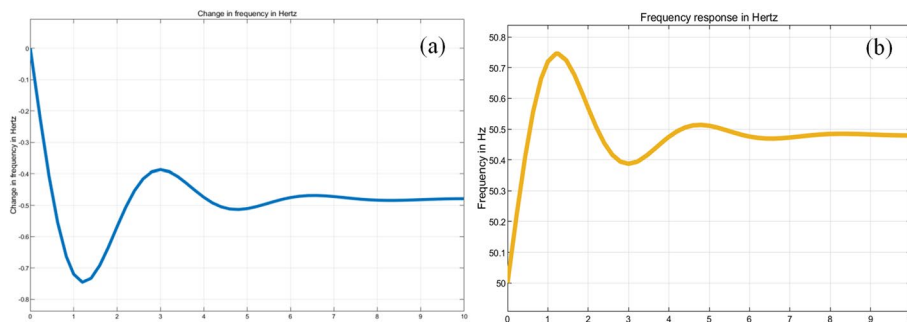 Change in frequency in Hertz
(a)
Change in frequency in Hertz
0
-0.1
-0.2
-0.3
-0.4
-0.5
-0.6
-0.7
-0.8
0 1 2 3 4 5 6 7 8 9 10
Frequency response in Hertz
(b)
Frequency in Hz
50.8
50.7
50.6
50.5
50.4
50.3
50.2
50.1
50
0 1 2 3 4 5 6 7 8 9